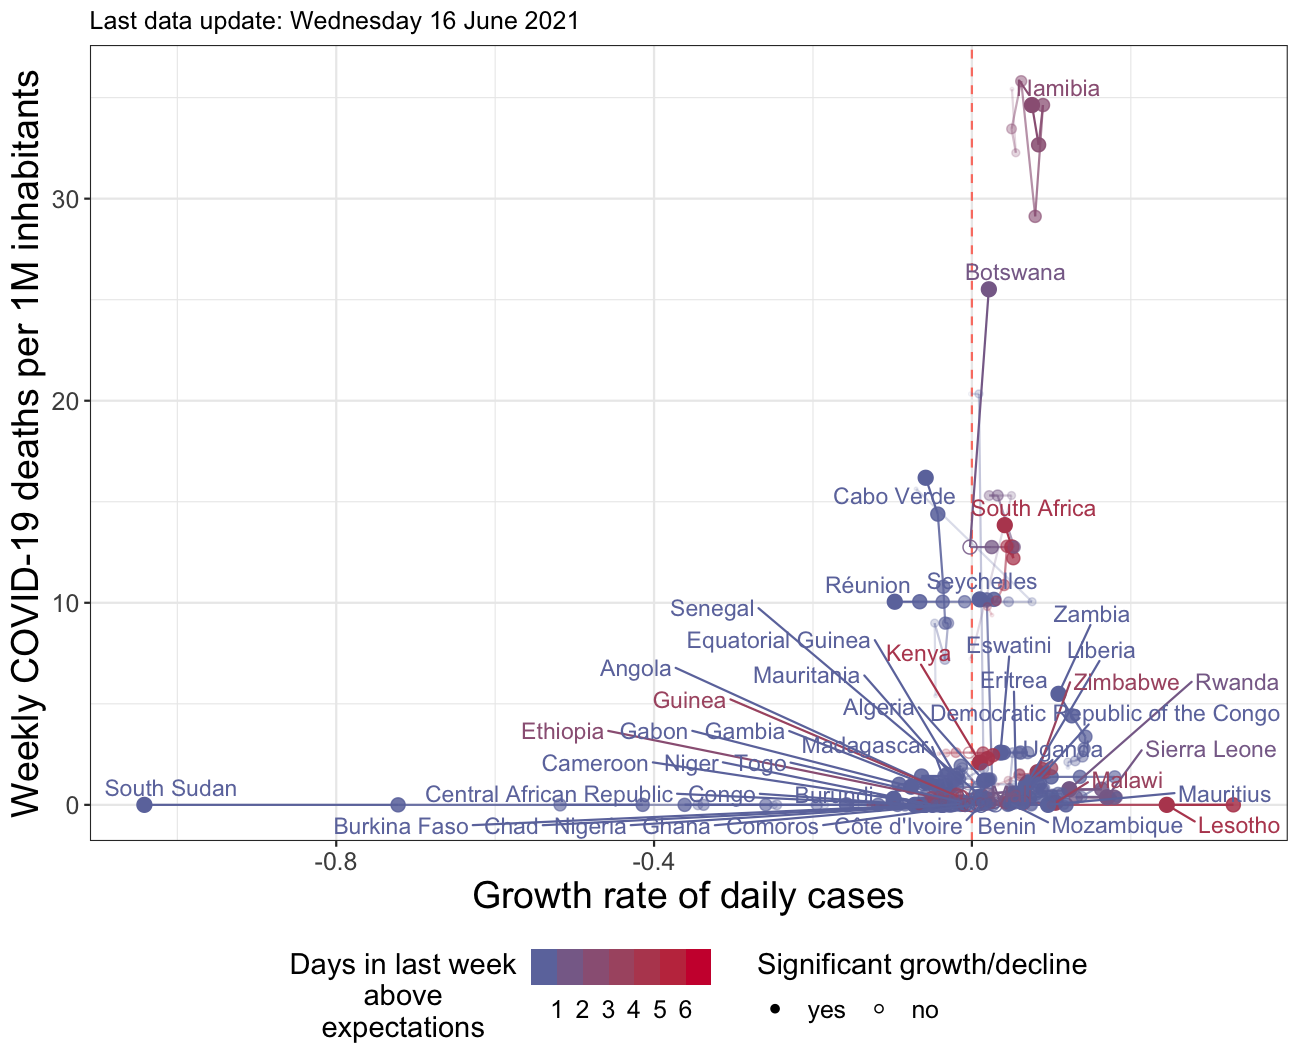 Last data update: Wednesday 16 June 2021
Weekly COVID-19 deaths per 1M inhabitants
30
20
10
0
Namibia
Botswana
Cabo Verde
South Africa
Réunion
Seychelles
Senegal
Zambia
Equatorial Guinea
Kenya
Eswatini
Liberia
Angola
Mauritania
Eritrea
Zimbabwe
Rwanda
Guinea
Algeria
Democratic Republic of the Congo
Ethiopia
Gabon
Gambia
Madagascar
Uganda
Sierra Leone
Cameroon
Niger
Togo
Malawi
South Sudan
Central African Republic
Congo
Burundi
Mauritius
Burkina Faso
Chad
Nigeria
Ghana
Comoros
Côte d'Ivoire
Benin
Mozambique
Lesotho
-0.8
-0.4
0.0
Growth rate of daily cases
Days in last week
above
expectations
1 2 3 4 5 6
Significant growth/decline
yes
no